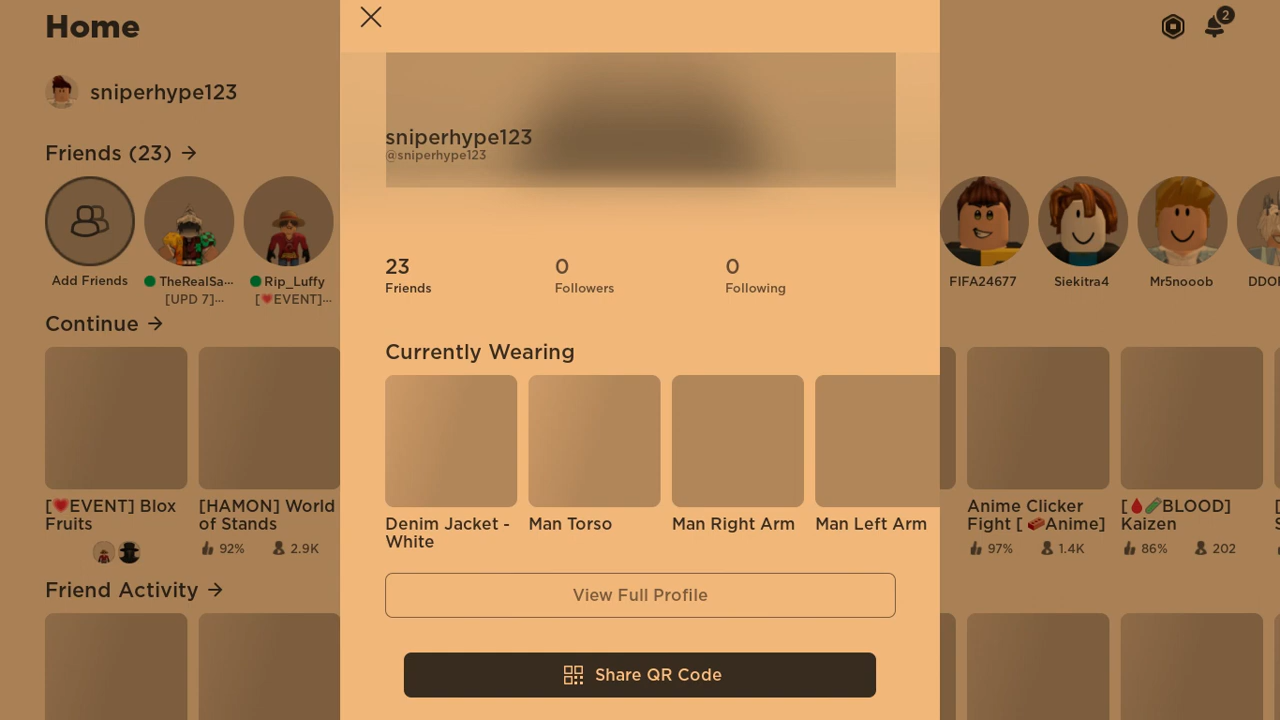 Home
2
sniperhype123
Friends (23) →
Add Friends
TheRealSa...
[UPD 7]...
Rip_Luffy
[❤️EVENT]...
FIFA24677
Siekitra4
Mr5nooob
DDO
Continue →
[❤️EVENT] Blox
Fruits
[HAMON] World
of Stands
92%
2.9K
Anime Clicker
Fight [🍫Anime]
97%
1.4K
[🩸🧪BLOOD]
Kaizen
86%
202
Friend Activity →
sniperhype123
@sniperhype123
23
Friends
0
Followers
0
Following
Currently Wearing
Denim Jacket -
White
Man Torso
Man Right Arm
Man Left Arm
View Full Profile
Share QR Code